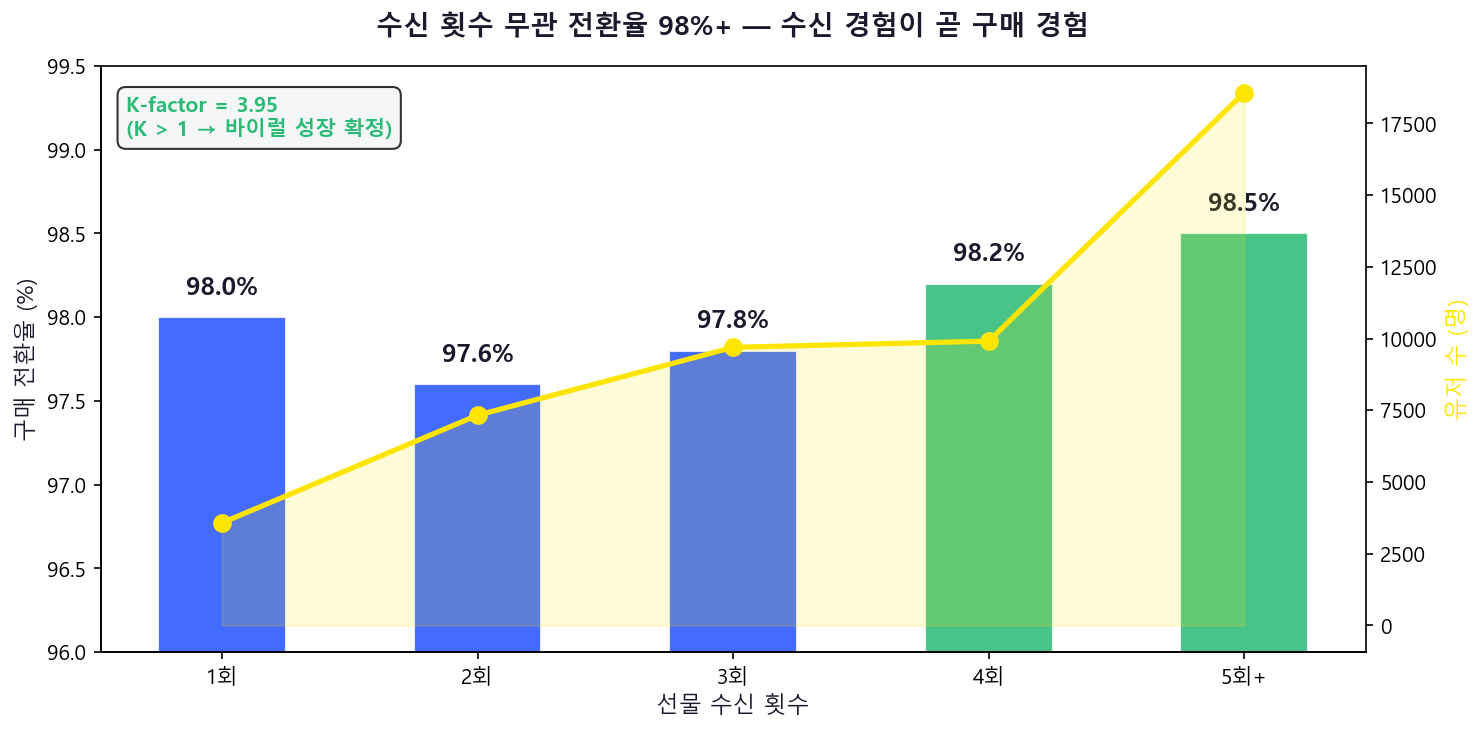 수신 횟수 무관 전환율 98%+ — 수신 경험이 곧 구매 경험
K-factor = 3.95
(K > 1 → 바이럴 성장 확정)
구매 전환율 (%)
99.5
99.0
98.5
98.0
97.5
97.0
96.5
96.0
98.0%
97.6%
97.8%
98.2%
98.5%
17500
15000
12500
10000
7500
5000
2500
0
유저 수 (명)
1회
2회
3회
4회
5회+
선물 수신 횟수